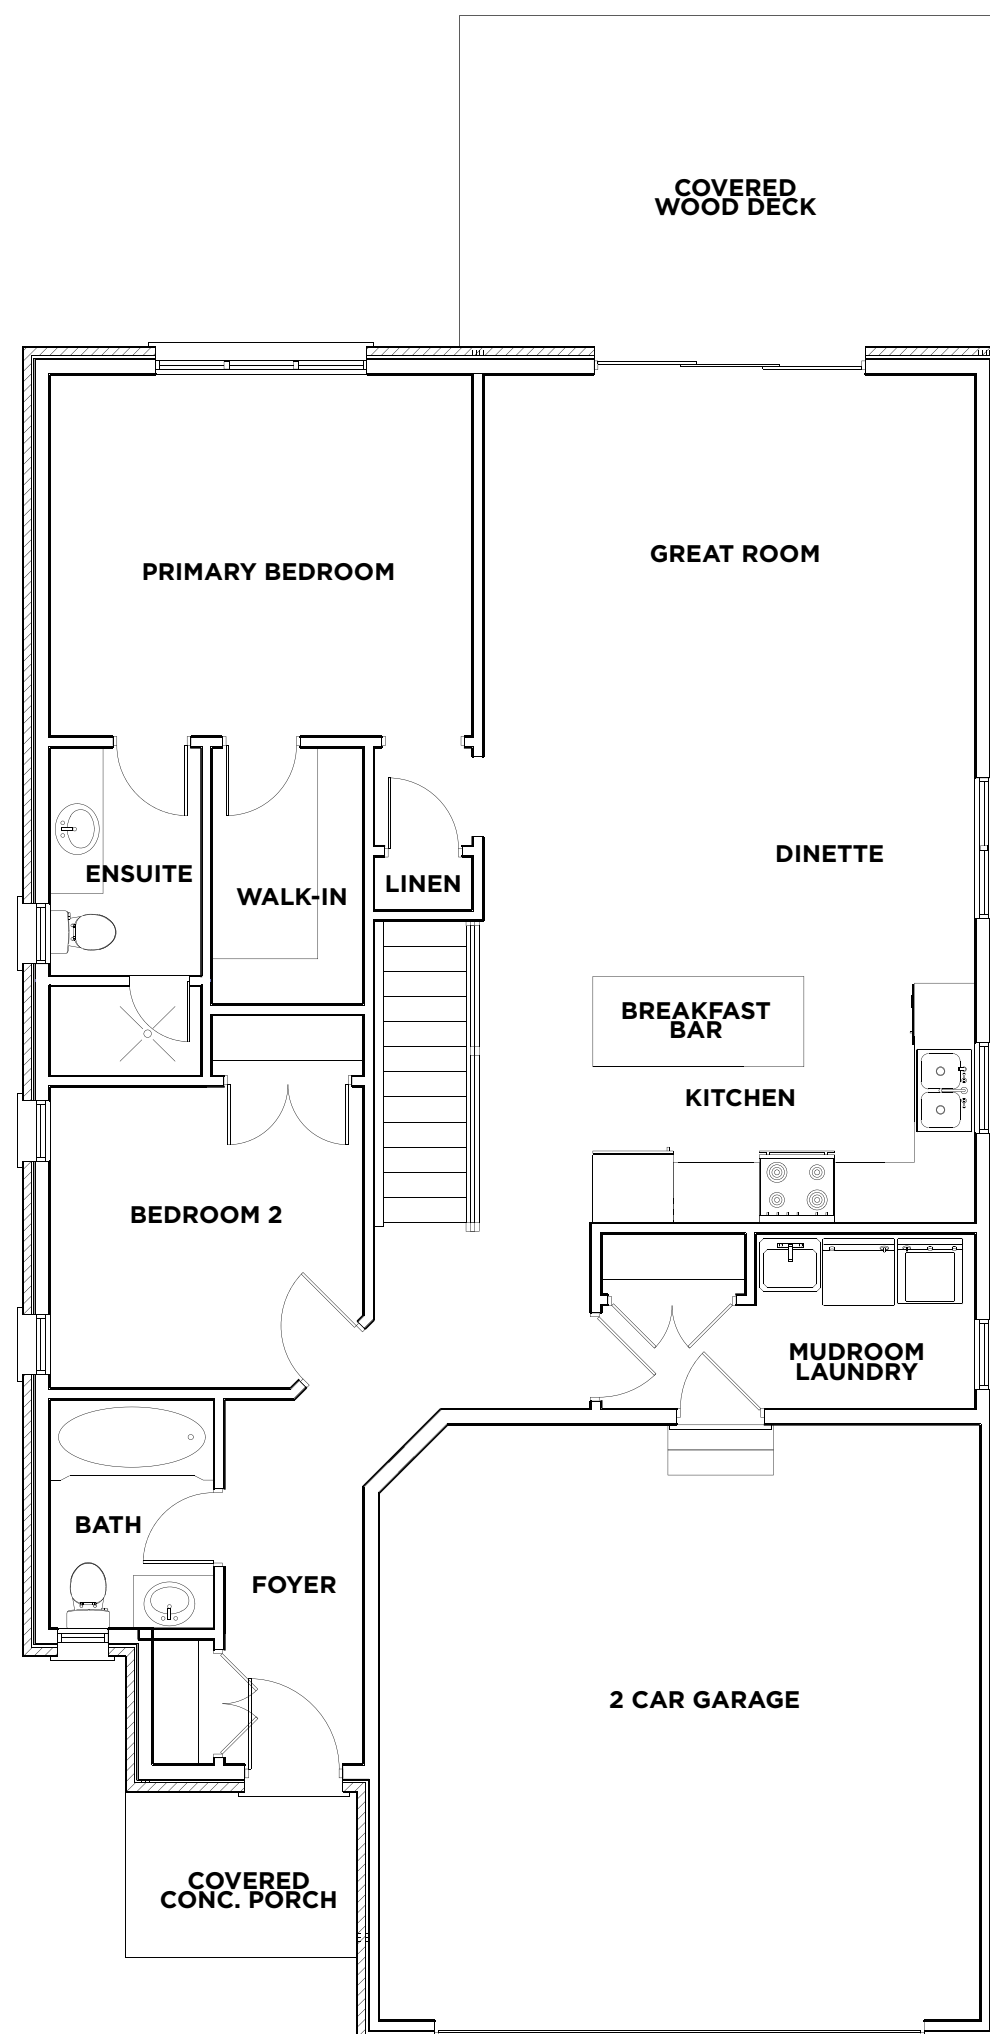 COVERED
WOOD DECK
PRIMARY BEDROOM
GREAT ROOM
ENSUITE
WALK-IN
LINEN
DINETTE
BREAKFAST
BAR
KITCHEN
BEDROOM 2
MUDROOM
LAUNDRY
BATH
FOYER
2 CAR GARAGE
COVERED
CONC. PORCH